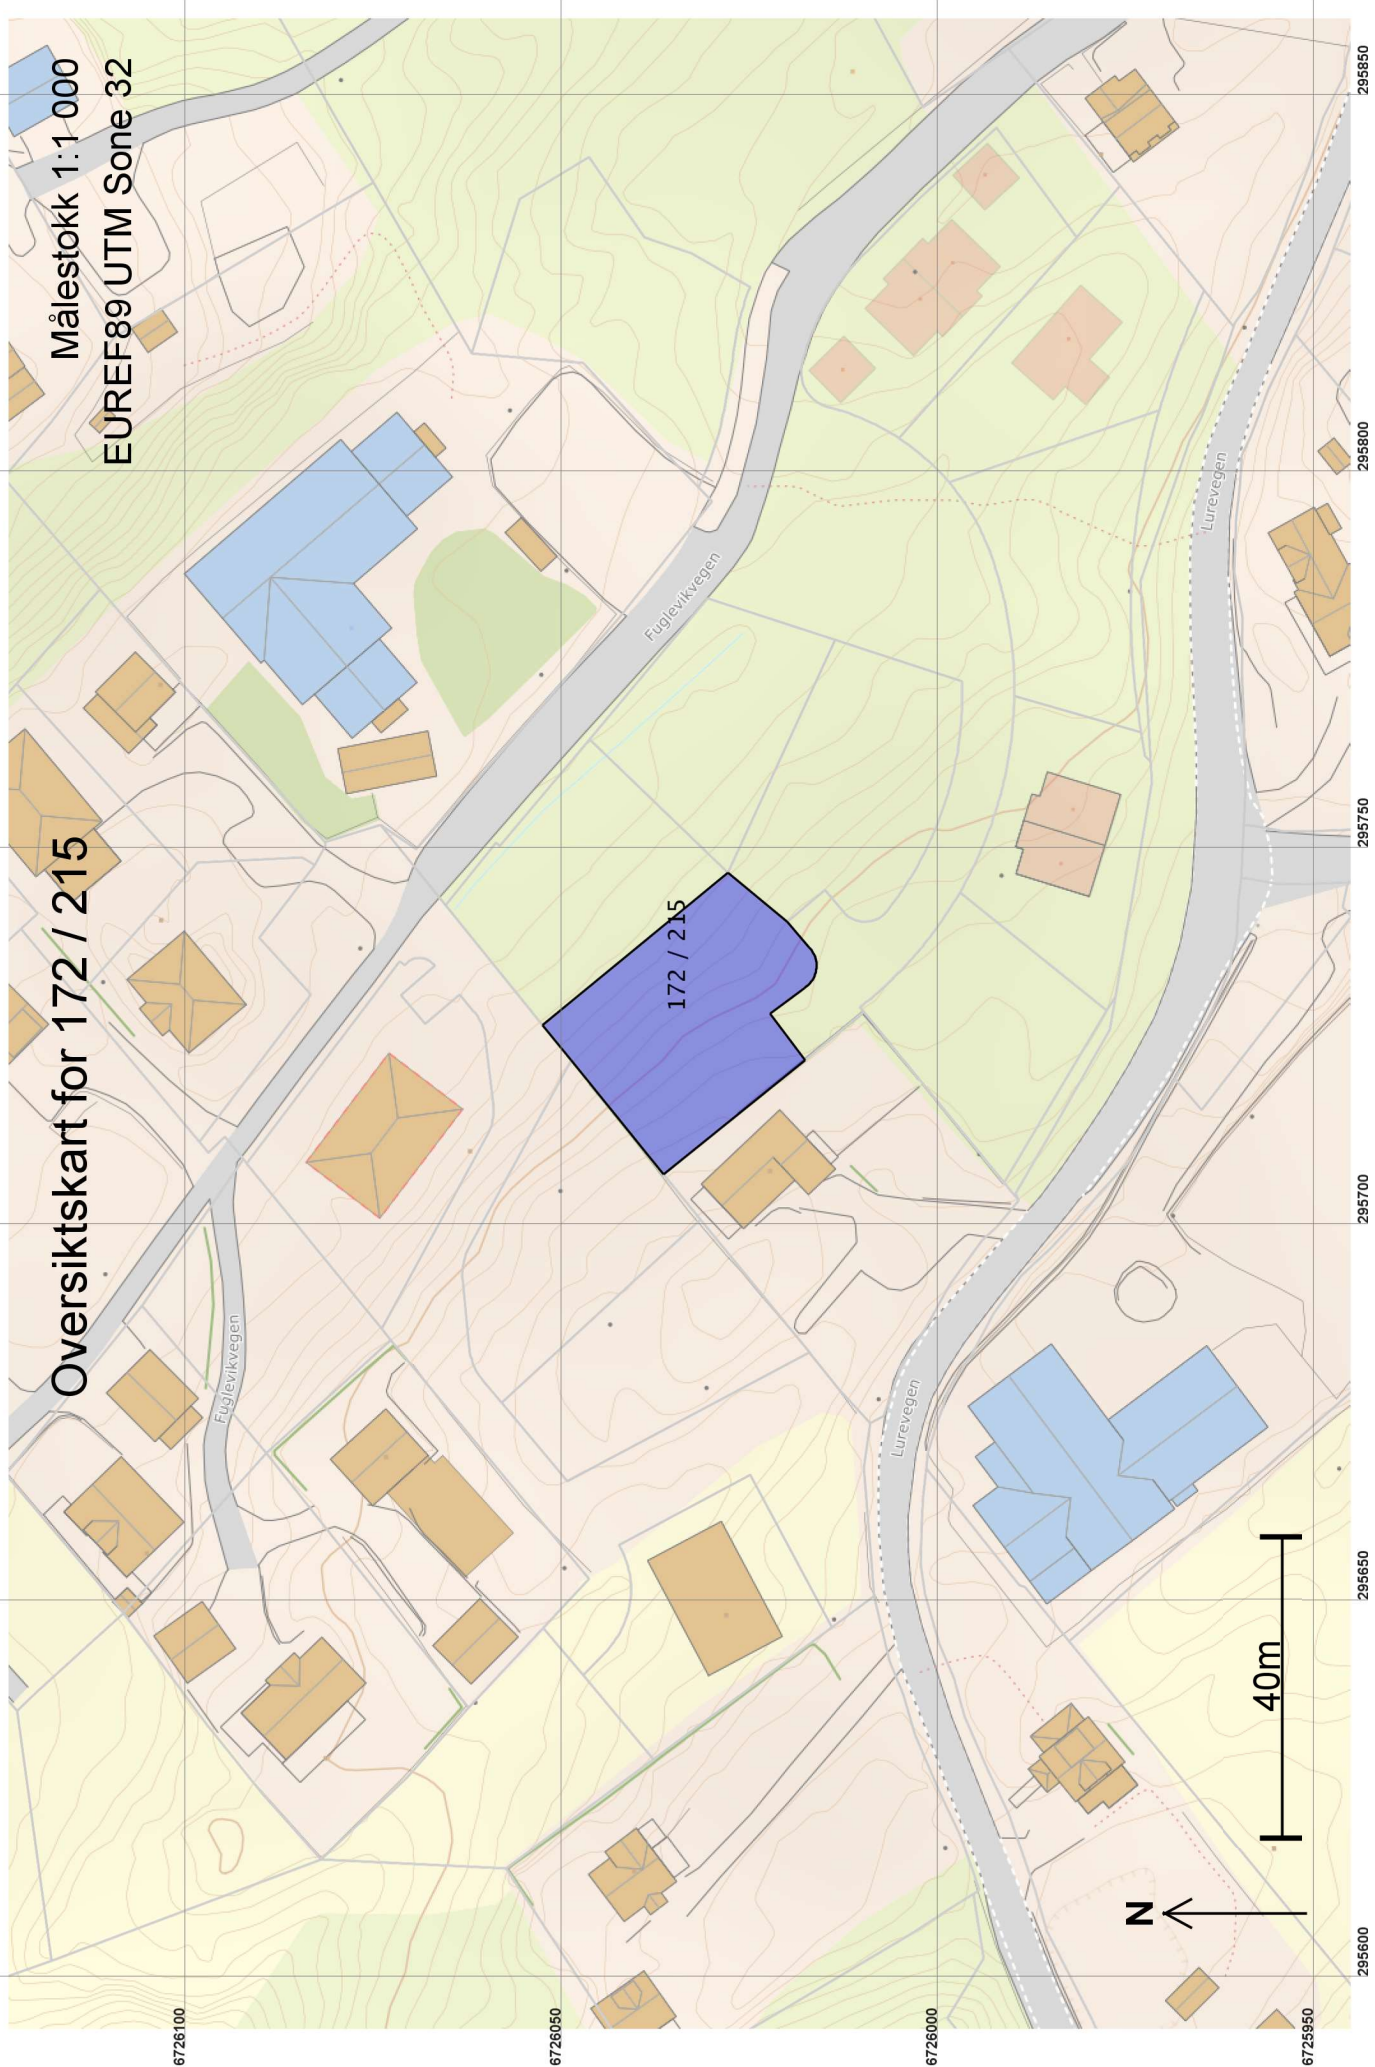 Oversiktskart for 172 / 215
Målestokk 1:1 000
EUREF89 UTM Sone 32
6726100
6726050
6726000
6725950
Fuglevikvegen
Fuglevikvegen
172 / 215
Lurevegen
Lurevegen
N
40m
295600
295650
295700
295750
295800
295850